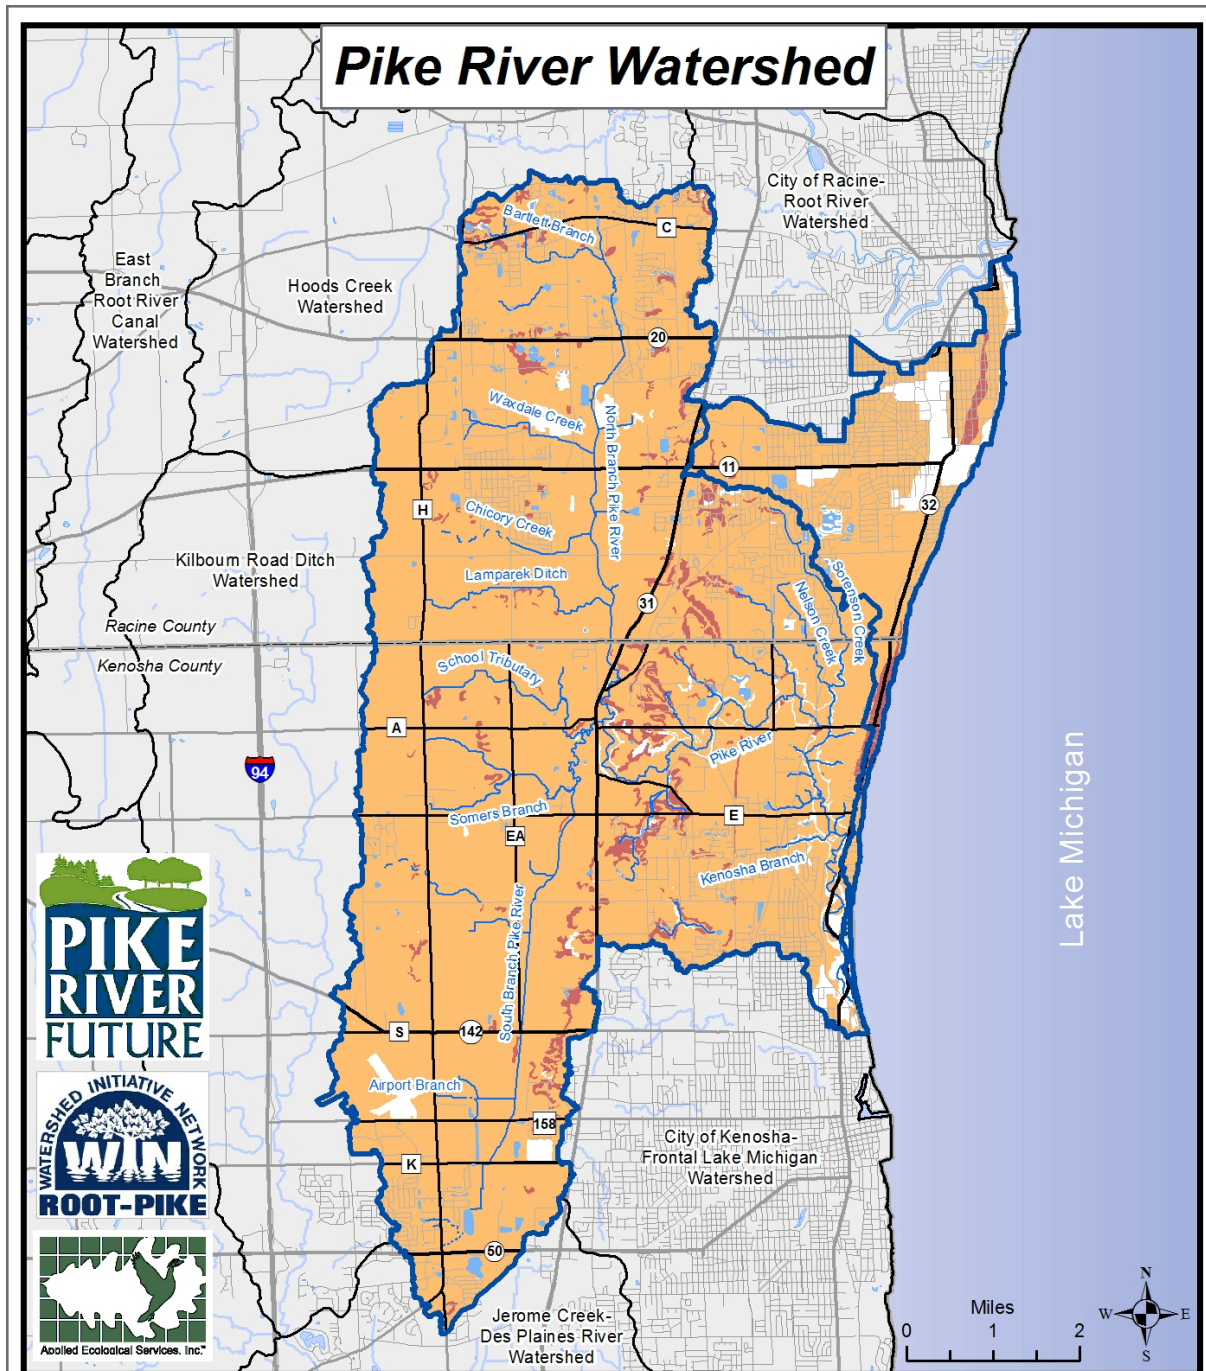 Pike River Watershed
City of Racine-
Root River
Watershed
Bartlett Branch
C
East
Branch
Root River
Canal
Watershed
Hoods Creek
Watershed
20
Waxdale Creek
North Branch Pike River
11
32
H
Chicory Creek
Kilbourn Road Ditch
Watershed
Lamparek Ditch
31
Nelson Creek
Sorenson Creek
Racine County
Kenosha County
School Tributary
A
Pike River
94
Somers Branch
E
EA
Kenosha Branch
Lake Michigan
South Branch Pike River
PIKE
RIVER
FUTURE
S
142
Airport Branch
158
WATERSHED INITIATIVE NETWORK
WIN
ROOT-PIKE
K
City of Kenosha-
Frontal Lake Michigan
Watershed
50
Jerome Creek-
Des Plaines River
Watershed
Applied Ecological Services, Inc.™
Miles
0 1 2
N
W E
S